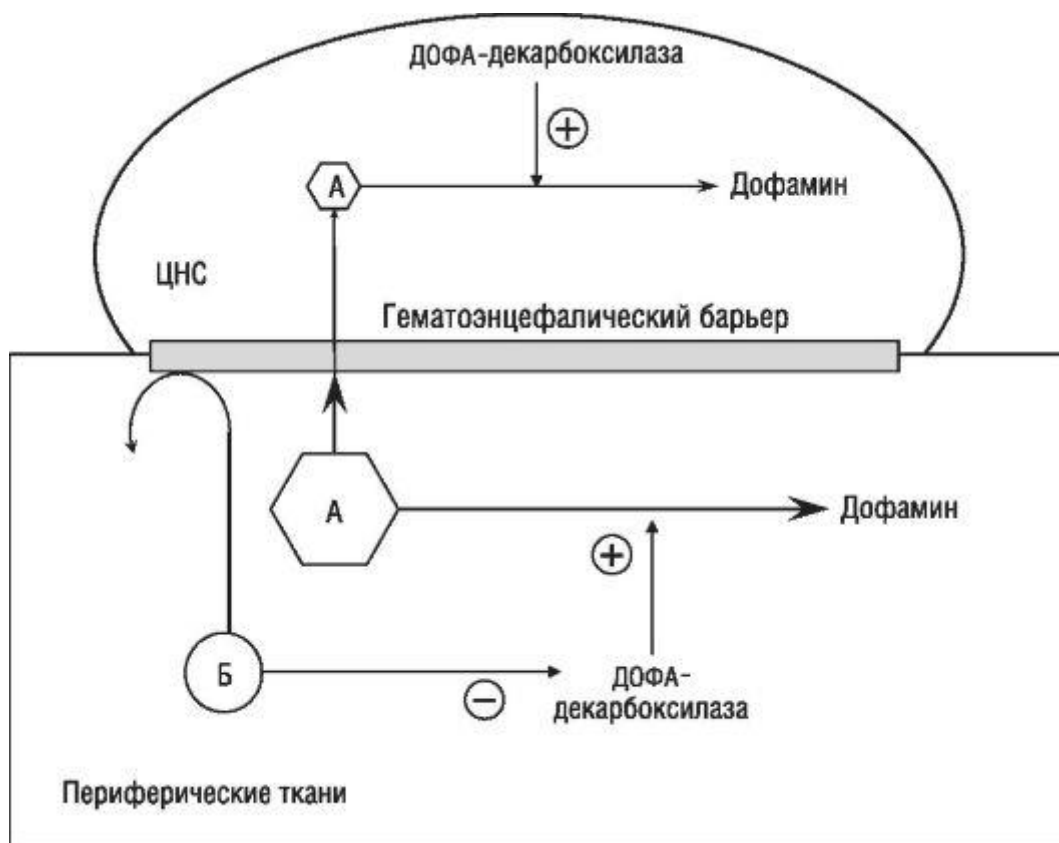 ДОФА-декарбоксилаза
+
А
Дофамин
ЦНС
Гематоэнцефалический барьер
А
Дофамин
+
Б
−
ДОФА-
декарбоксилаза
Периферические ткани